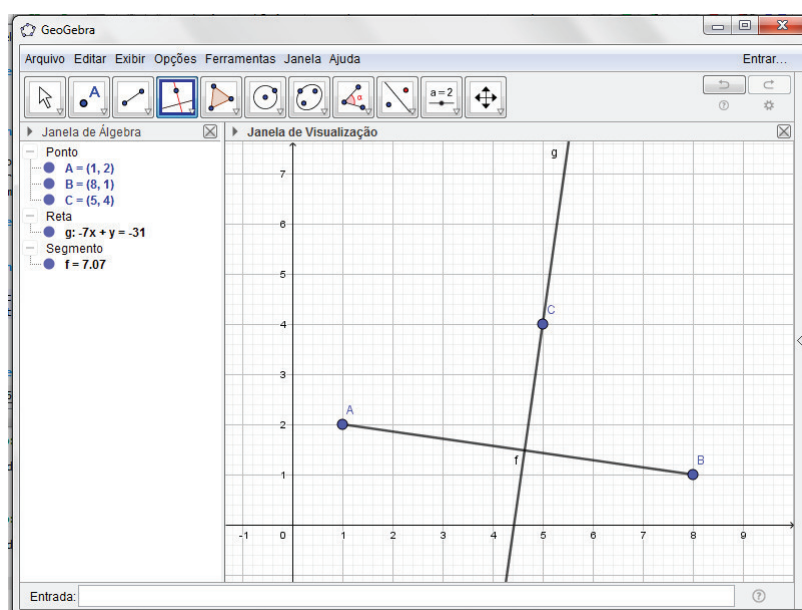 GeoGebra
Arquivo Editar Exibir Opções Ferramentas Janela Ajuda
Entrar...
A
α
a = 2
Janela de Álgebra
Janela de Visualização
Ponto
A = (1, 2)
B = (8, 1)
C = (5, 4)
Reta
g: -7x + y = -31
Segmento
f = 7.07
g
7
6
5
C
4
3
A
2
f
B
1
-1 0 1 2 3 4 5 6 7 8 9
Entrada: